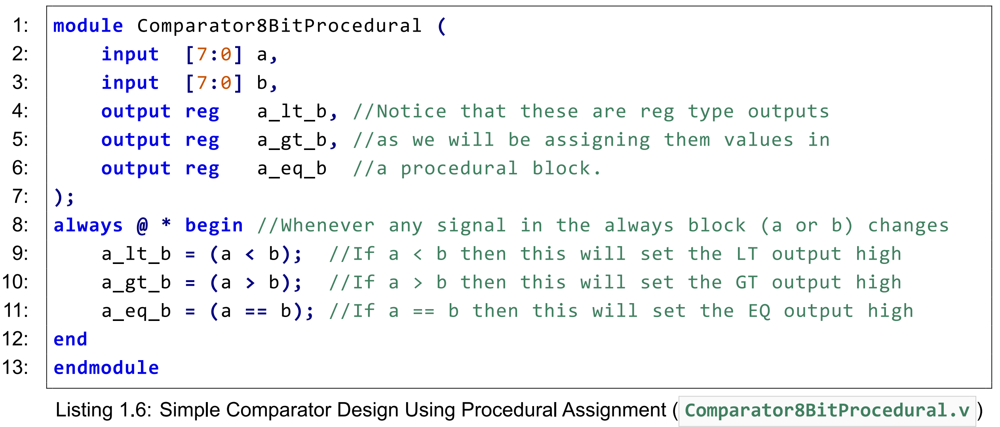 1: module Comparator8BitProcedural (
2:     input  [7:0] a,
3:     input  [7:0] b,
4:     output reg   a_lt_b, //Notice that these are reg type outputs
5:     output reg   a_gt_b, //as we will be assigning them values in
6:     output reg   a_eq_b  //a procedural block.
7: );
8: always @ * begin //Whenever any signal in the always block (a or b) changes
9:     a_lt_b = (a < b);  //If a < b then this will set the LT output high
10:     a_gt_b = (a > b);  //If a > b then this will set the GT output high
11:     a_eq_b = (a == b); //If a == b then this will set the EQ output high
12: end
13: endmodule
Listing 1.6: Simple Comparator Design Using Procedural Assignment ( Comparator8BitProcedural.v )